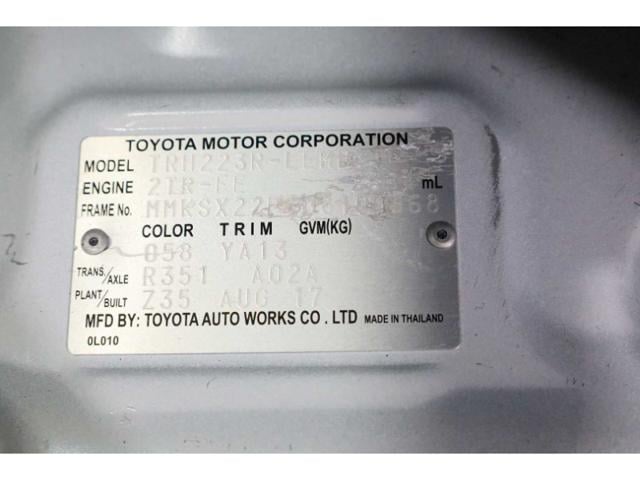 TOYOTA MOTOR CORPORATION
MODEL
ENGINE 2TR-FE mL
FRAME No.
COLOR TRIM GVM(KG)
058 YA13
TRANS./AXLE R351 A02A
PLANT/BUILT Z35 AUG 17
MFD BY: TOYOTA AUTO WORKS CO. LTD MADE IN THAILAND
0L010